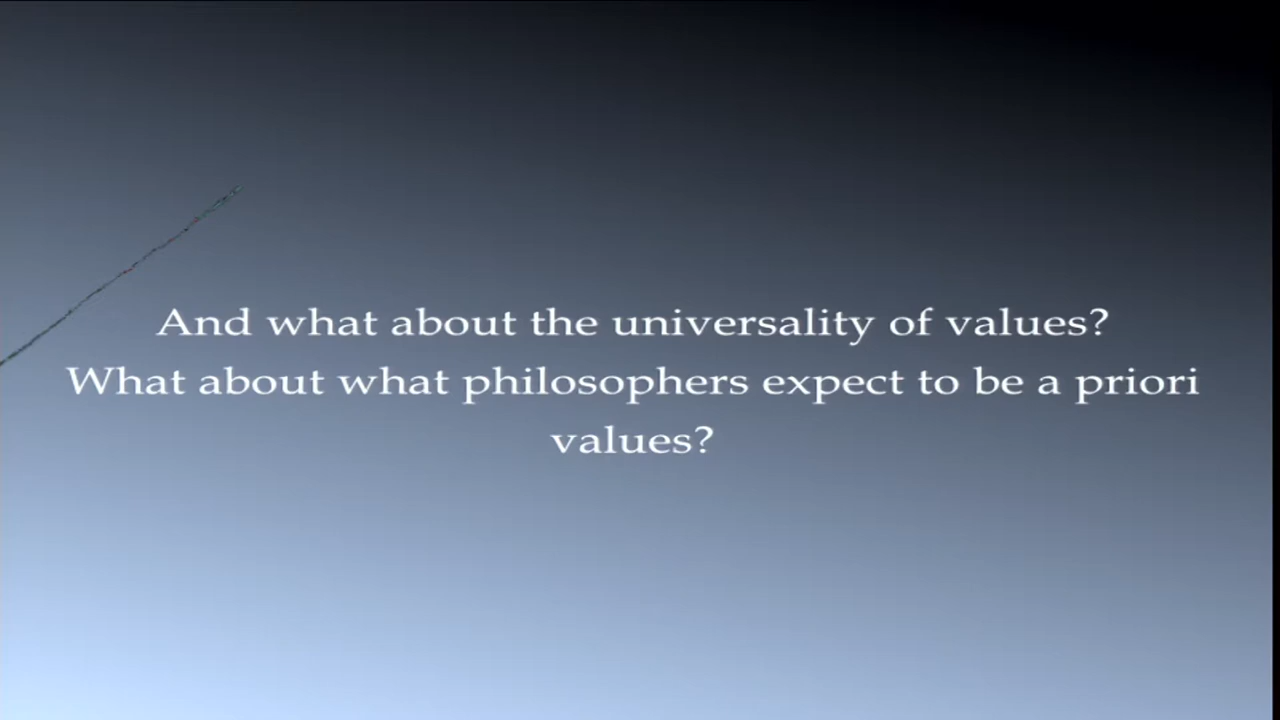 And what about the universality of values?
What about what philosophers expect to be a priori
values?